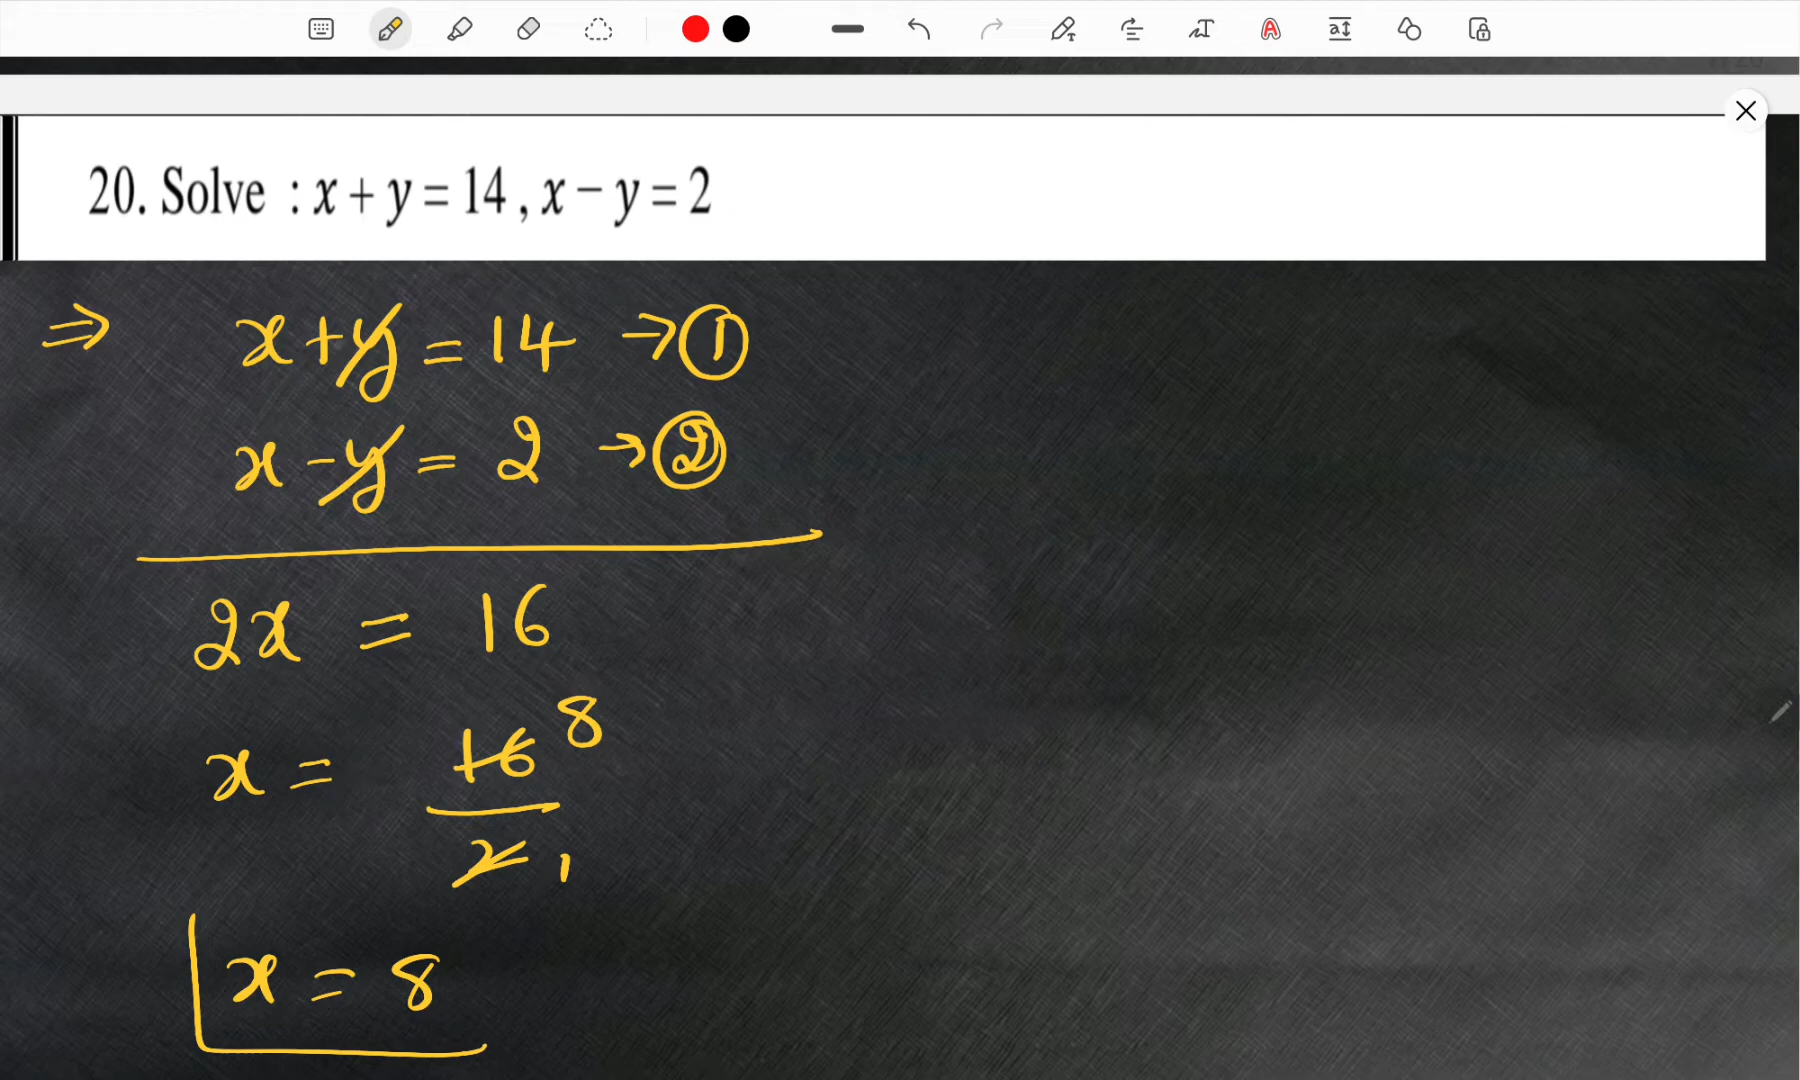 20. Solve : x + y = 14 , x − y = 2
⇒ x + y = 14 → ①
x − y = 2 → ②
2x = 16
x = 16/2 8 1
x = 8